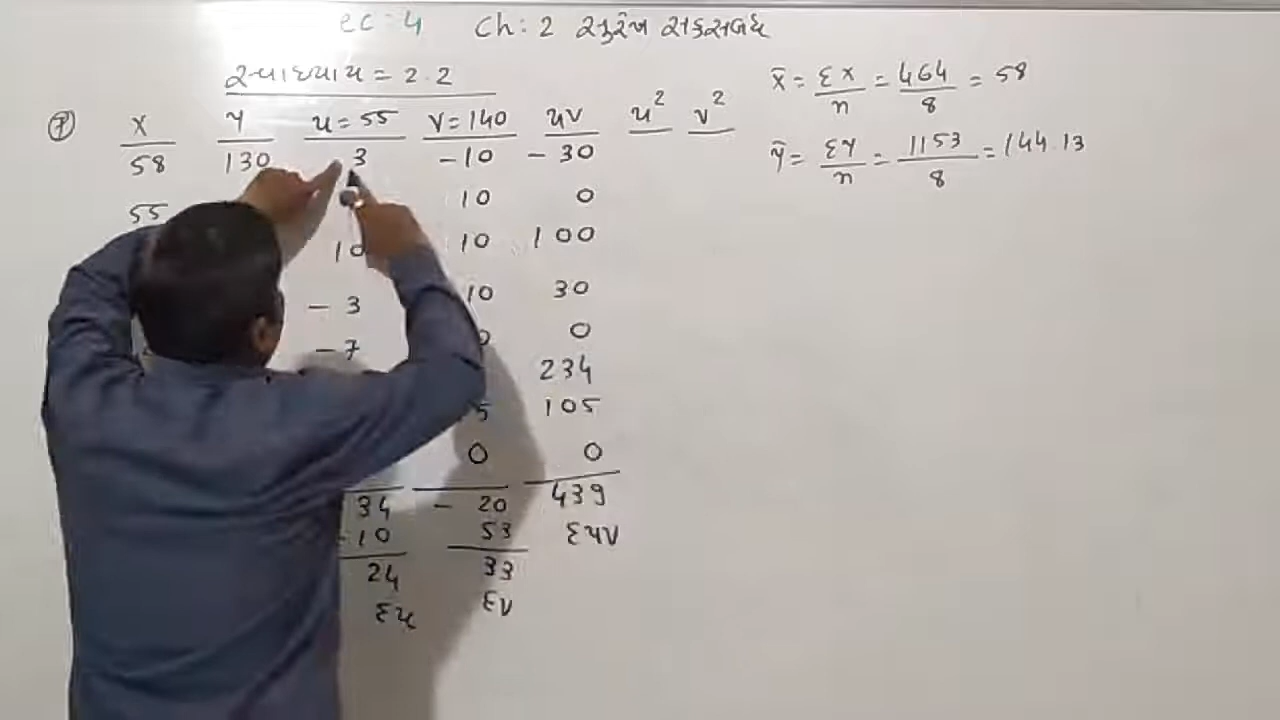 ec : 4 Ch : 2 સુરેખ સહસંબંધ
સ્વાધ્યાય = 2.2
x̄ = Σx/n = 464/8 = 58
ȳ = Σy/n = 1153/8 = 144.13
⑦ x y u = 55 v = 140 uv u² v²
58 130 3 -10 - 30
55 10 0
10 10 100
- 3 10 30
- 7 0
234
5 105
0 0
34 - 20 439
-10 53 Σuv
24 33
Σu Σv